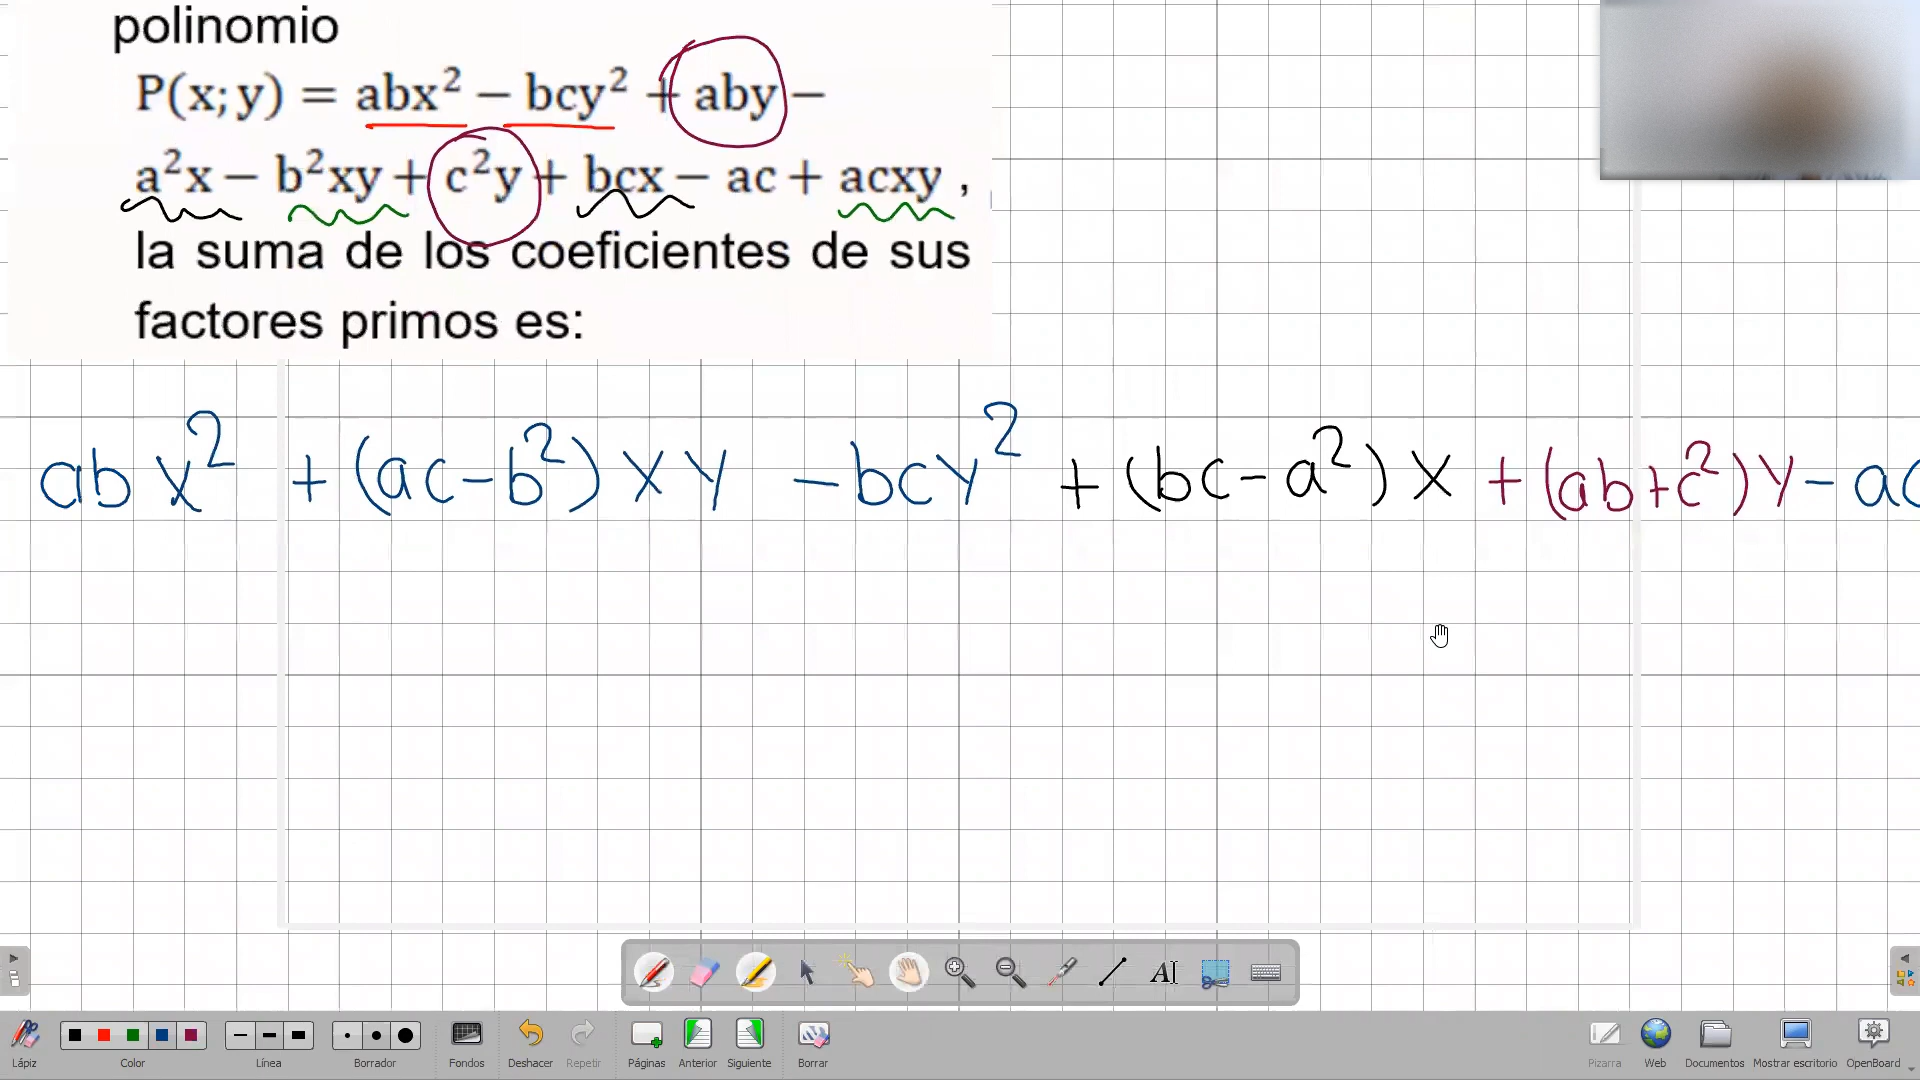 polinomio
P(x; y) = abx² − bcy² + aby −
a²x − b²xy + c²y + bcx − ac + acxy ,
la suma de los coeficientes de sus
factores primos es:
abx² + (ac-b²)xy - bcy² + (bc-a²)x + (ab+c²)y - ac
Lápiz Color Línea Borrador Fondos Deshacer Repetir Páginas Anterior Siguiente Borrar Pizarra Web Documentos Mostrar escritorio OpenBoard